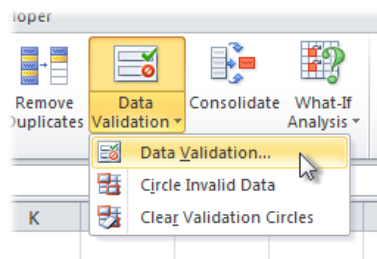 loper
Remove
Duplicates
Data
Validation
Consolidate
What-If
Analysis
Data Validation...
Circle Invalid Data
Clear Validation Circles
K